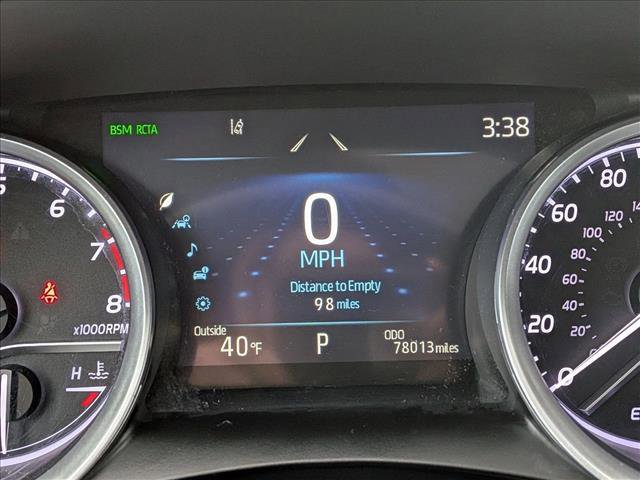 BSM RCTA
3:38
0
MPH
Distance to Empty
98 miles
Outside
40°F
P
ODO
78013 miles
5
6
7
8
x1000RPM
H
80
60
40
20
0
120
100
80
60
40
20
E